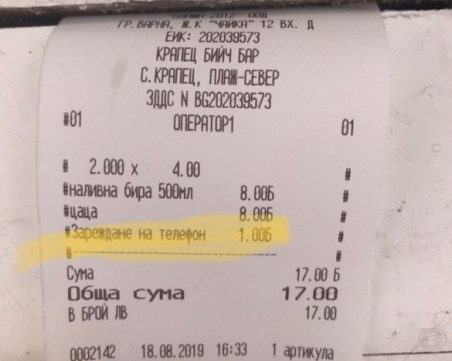 ГР.ВАРНА, Ж.К "ЧАЙКА" 12 ВХ. Д
ЕИК: 202039573
КРАПЕЦ БИЙЧ БАР
С.КРАПЕЦ, ПЛАЖ-СЕВЕР
ЗДДС N BG202039573
#01 ОПЕРАТОР1 01
# 2.000 x 4.00 #
#наливна бира 500мл 8.00Б #
#цаца 8.00Б #
#Зареждане на телефон 1.00Б #
# #
Сума 17.00 Б
Обща сума 17.00
В БРОЙ ЛВ 17.00
0002142 18.08.2019 16:33 1 артикула